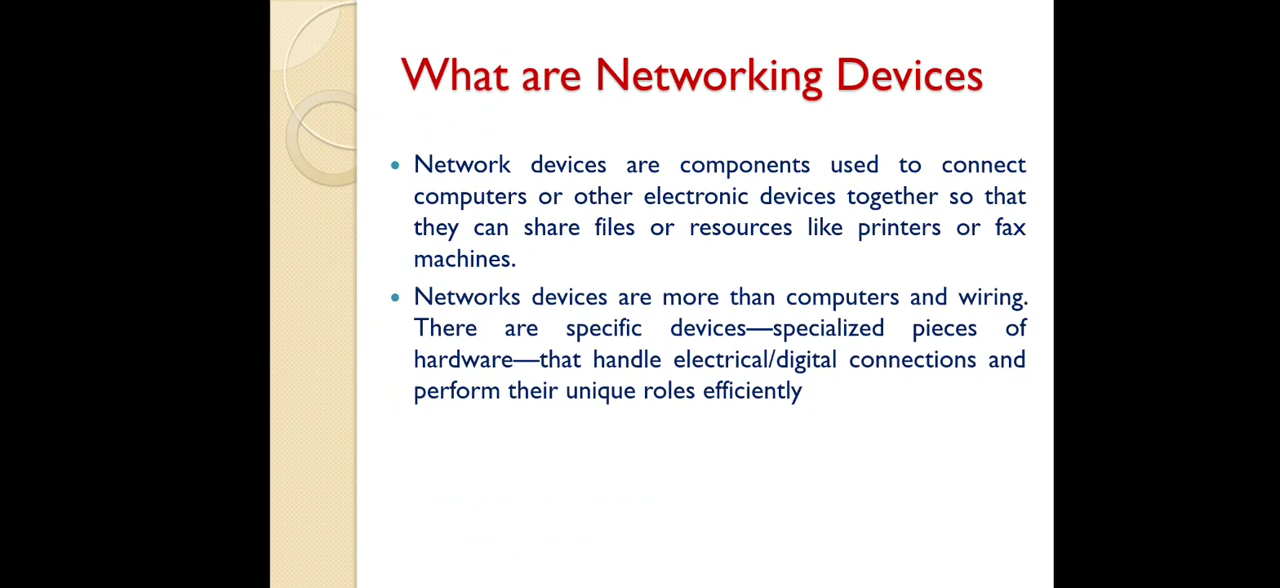 What are Networking Devices
• Network devices are components used to connect
computers or other electronic devices together so that
they can share files or resources like printers or fax
machines.
• Networks devices are more than computers and wiring.
There are specific devices—specialized pieces of
hardware—that handle electrical/digital connections and
perform their unique roles efficiently